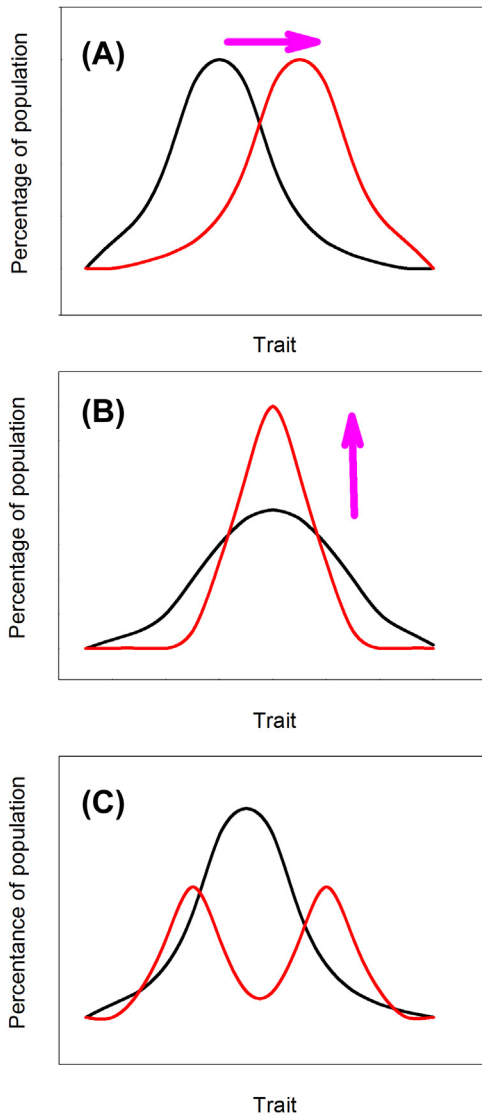 (A)
Percentage of population
Trait
(B)
Percentage of population
Trait
(C)
Percentance of population
Trait